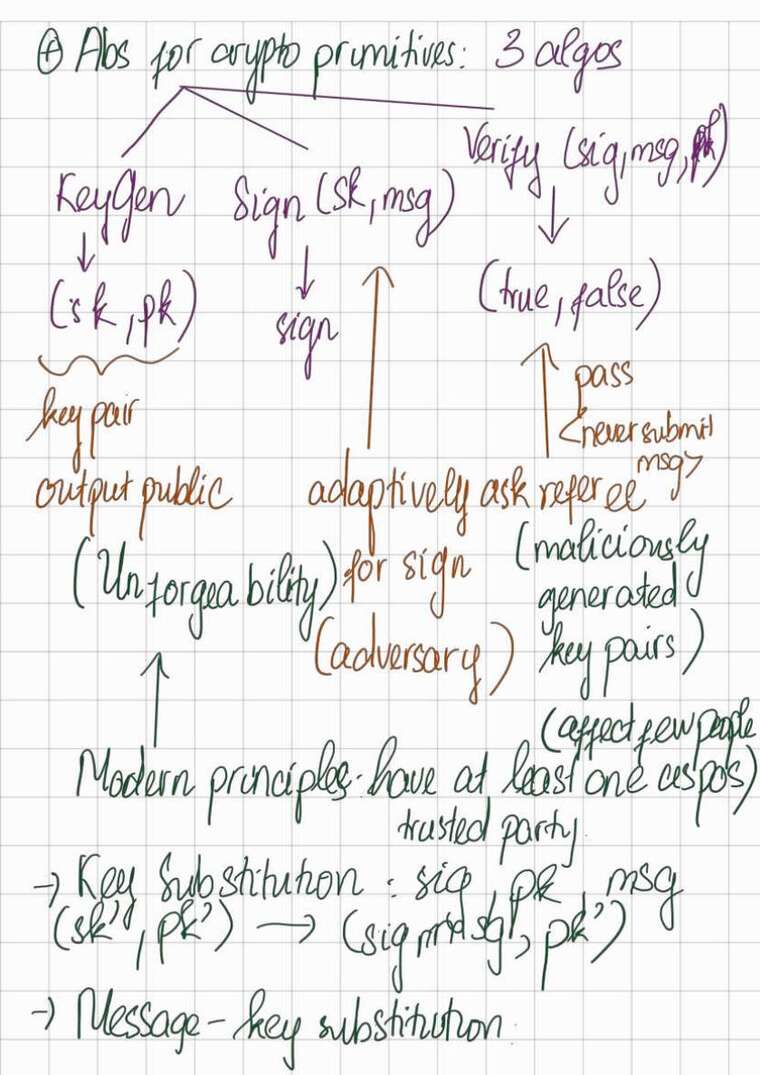 ⊕ Abs for crypto primitives: 3 algos
KeyGen
Sign (sk, msg)
Verify (sig, msg, pk)
(sk, pk)
sign
(true, false)
key pair
output public
adaptively ask referee
for sign
(adversary)
pass
<never submit
msg>
(Unforgeability)
(maliciously
generated
key pairs)
(affect few people
as pos)
Modern principles: have at least one
trusted party
→ Key Substitution : sig, pk, msg
(sk', pk') → (sig, pk')
→ Message - key substitution